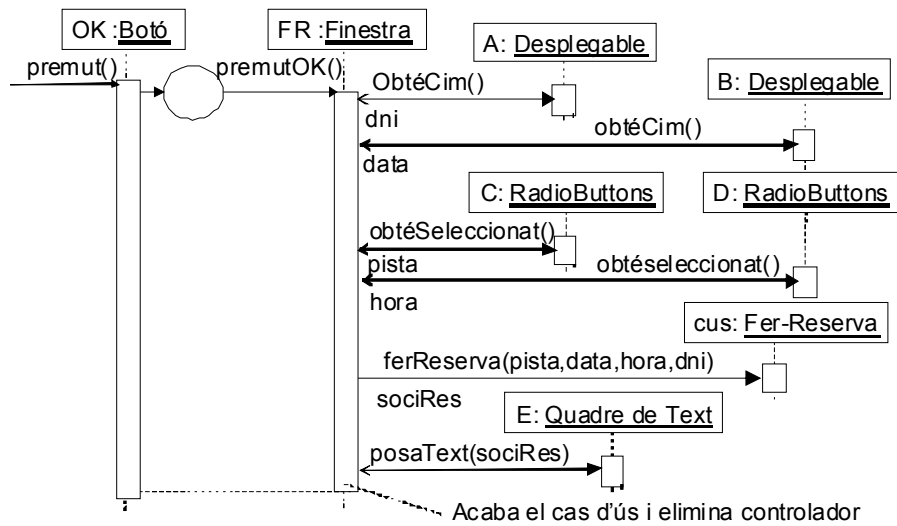 OK :Botó
FR :Finestra
A: Desplegable
premut()
premutOK()
ObtéCim()
B: Desplegable
dni
obtéCim()
data
C: RadioButtons
D: RadioButtons
obtéSeleccionat()
pista
obtéseleccionat()
hora
cus: Fer-Reserva
ferReserva(pista,data,hora,dni)
sociRes
E: Quadre de Text
posaText(sociRes)
Acaba el cas d'ús i elimina controlador